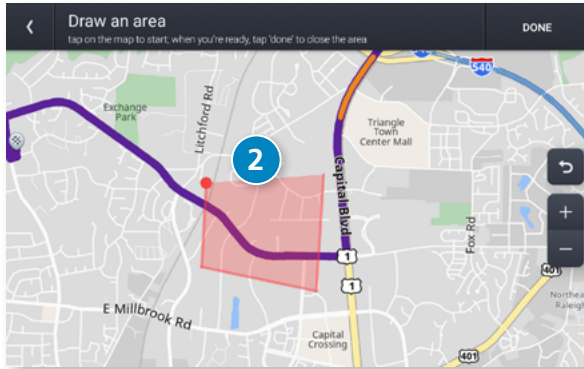 Draw an area
tap on the map to start; when you're ready, tap 'done' to close the area
DONE
540
Exchange
Park
Litchford Rd
Triangle
Town
Center Mall
2
Capital Blvd
Fox Rd
1
401
1
Northea
Raleigh
E Millbrook Rd
Capital
Crossing
401